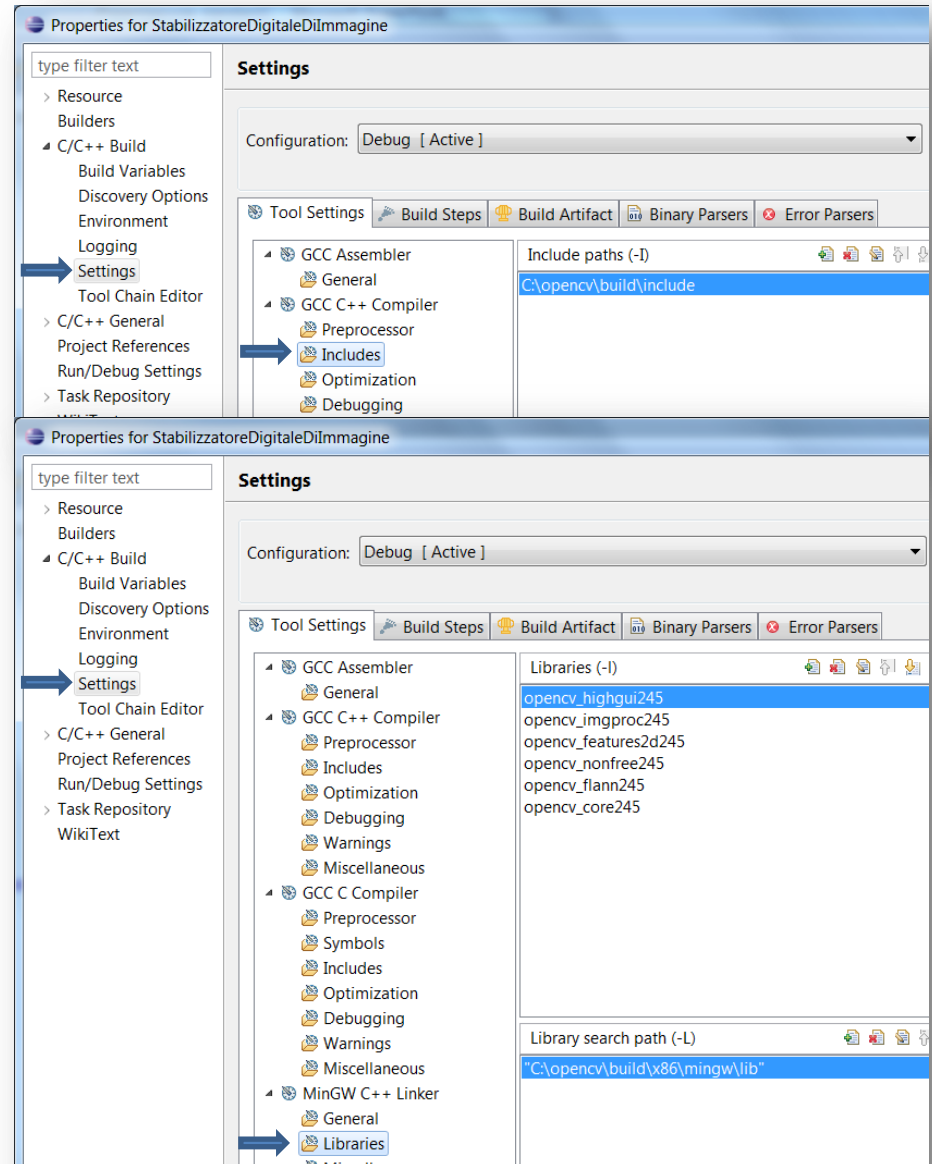 Properties for StabilizzatoreDigitaleDiImmagine
type filter text
Settings
Resource
Builders
C/C++ Build
Build Variables
Discovery Options
Environment
Logging
Settings
Tool Chain Editor
C/C++ General
Project References
Run/Debug Settings
Task Repository
Configuration: Debug [ Active ]
Tool Settings Build Steps Build Artifact Binary Parsers Error Parsers
GCC Assembler
General
GCC C++ Compiler
Preprocessor
Includes
Optimization
Debugging
Include paths (-I)
C:\opencv\build\include
Properties for StabilizzatoreDigitaleDiImmagine
type filter text
Settings
Resource
Builders
C/C++ Build
Build Variables
Discovery Options
Environment
Logging
Settings
Tool Chain Editor
C/C++ General
Project References
Run/Debug Settings
Task Repository
WikiText
Configuration: Debug [ Active ]
Tool Settings Build Steps Build Artifact Binary Parsers Error Parsers
GCC Assembler
General
GCC C++ Compiler
Preprocessor
Includes
Optimization
Debugging
Warnings
Miscellaneous
GCC C Compiler
Preprocessor
Symbols
Includes
Optimization
Debugging
Warnings
Miscellaneous
MinGW C++ Linker
General
Libraries
Libraries (-l)
opencv_highgui245
opencv_imgproc245
opencv_features2d245
opencv_nonfree245
opencv_flann245
opencv_core245
Library search path (-L)
"C:\opencv\build\x86\mingw\lib"